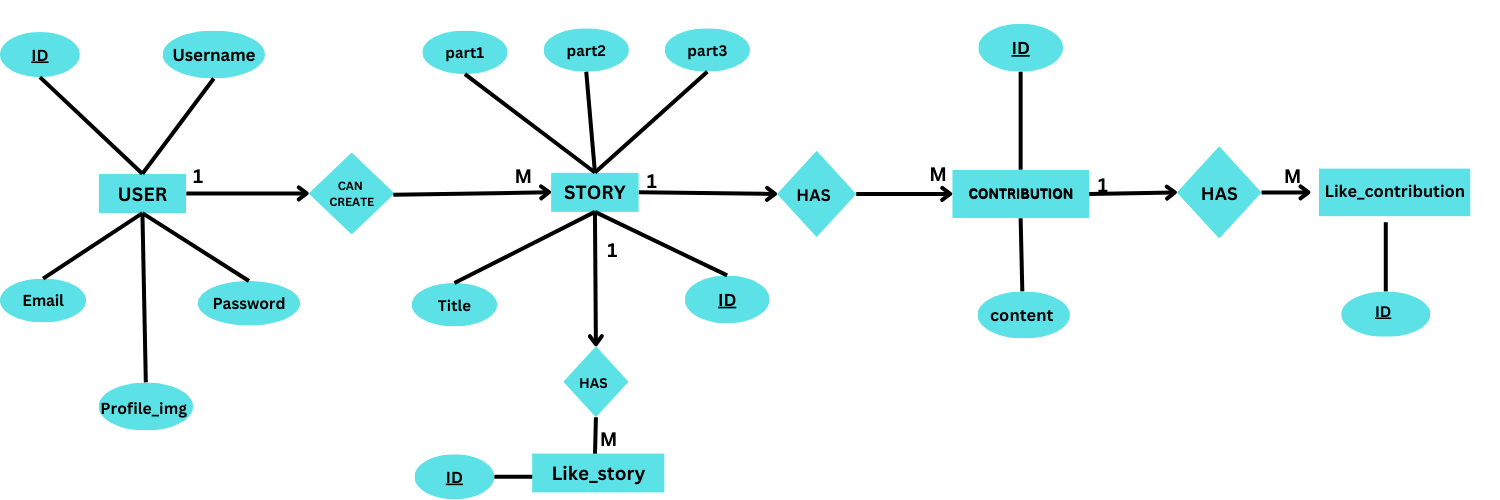 ID
Username
part1
part2
part3
ID
USER
1
CAN
CREATE
M
STORY
1
HAS
M
CONTRIBUTION
1
HAS
M
Like_contribution
Email
Password
Profile_img
Title
1
ID
content
ID
HAS
M
ID
Like_story